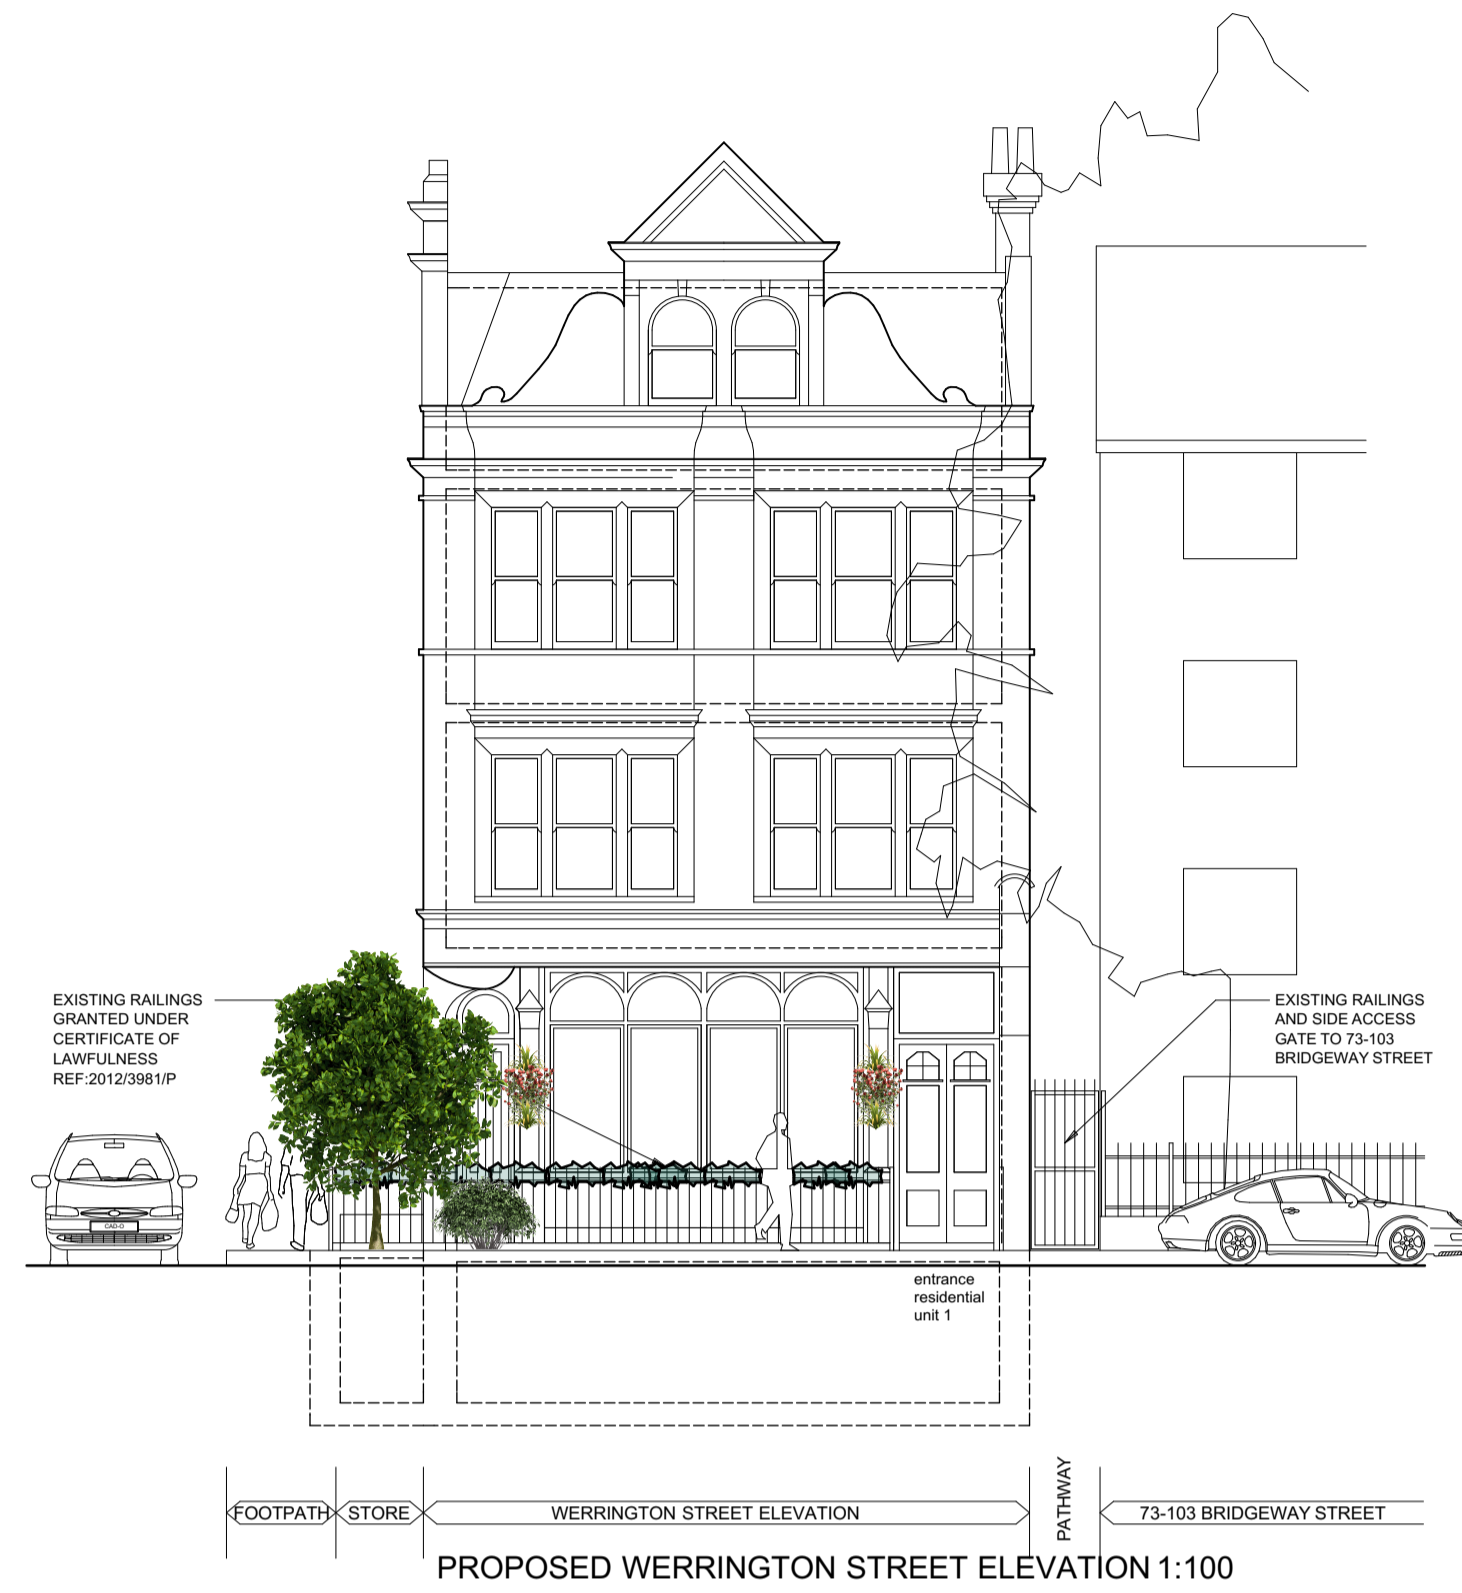 EXISTING RAILINGS
GRANTED UNDER
CERTIFICATE OF
LAWFULNESS
REF:2012/3981/P
EXISTING RAILINGS
AND SIDE ACCESS
GATE TO 73-103
BRIDGEWAY STREET
CAD-O
entrance
residential
unit 1
FOOTPATH
STORE
WERRINGTON STREET ELEVATION
PATHWAY
73-103 BRIDGEWAY STREET
PROPOSED WERRINGTON STREET ELEVATION 1:100